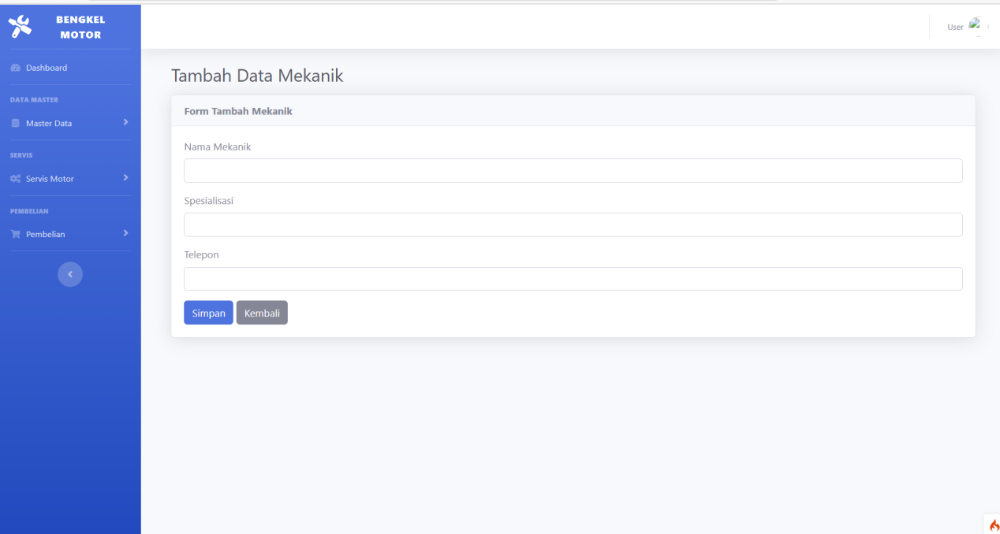 BENGKEL
MOTOR
User
Dashboard
DATA MASTER
Master Data
SERVIS
Servis Motor
PEMBELIAN
Pembelian
Tambah Data Mekanik
Form Tambah Mekanik
Nama Mekanik
Spesialisasi
Telepon
Simpan
Kembali